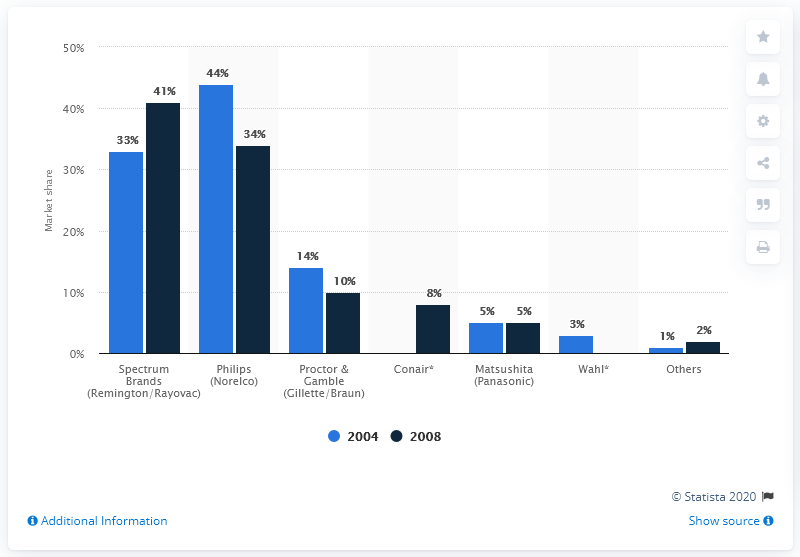 50%
40%
30%
20%
10%
0%
Market share
33%
41%
44%
34%
14%
10%
8%
5%
5%
3%
1%
2%
Spectrum
Brands
(Remington/Rayovac)
Philips
(Norelco)
Proctor &
Gamble
(Gillette/Braun)
Conair*
Matsushita
(Panasonic)
Wahl*
Others
2004
2008
© Statista 2020
Additional Information
Show source